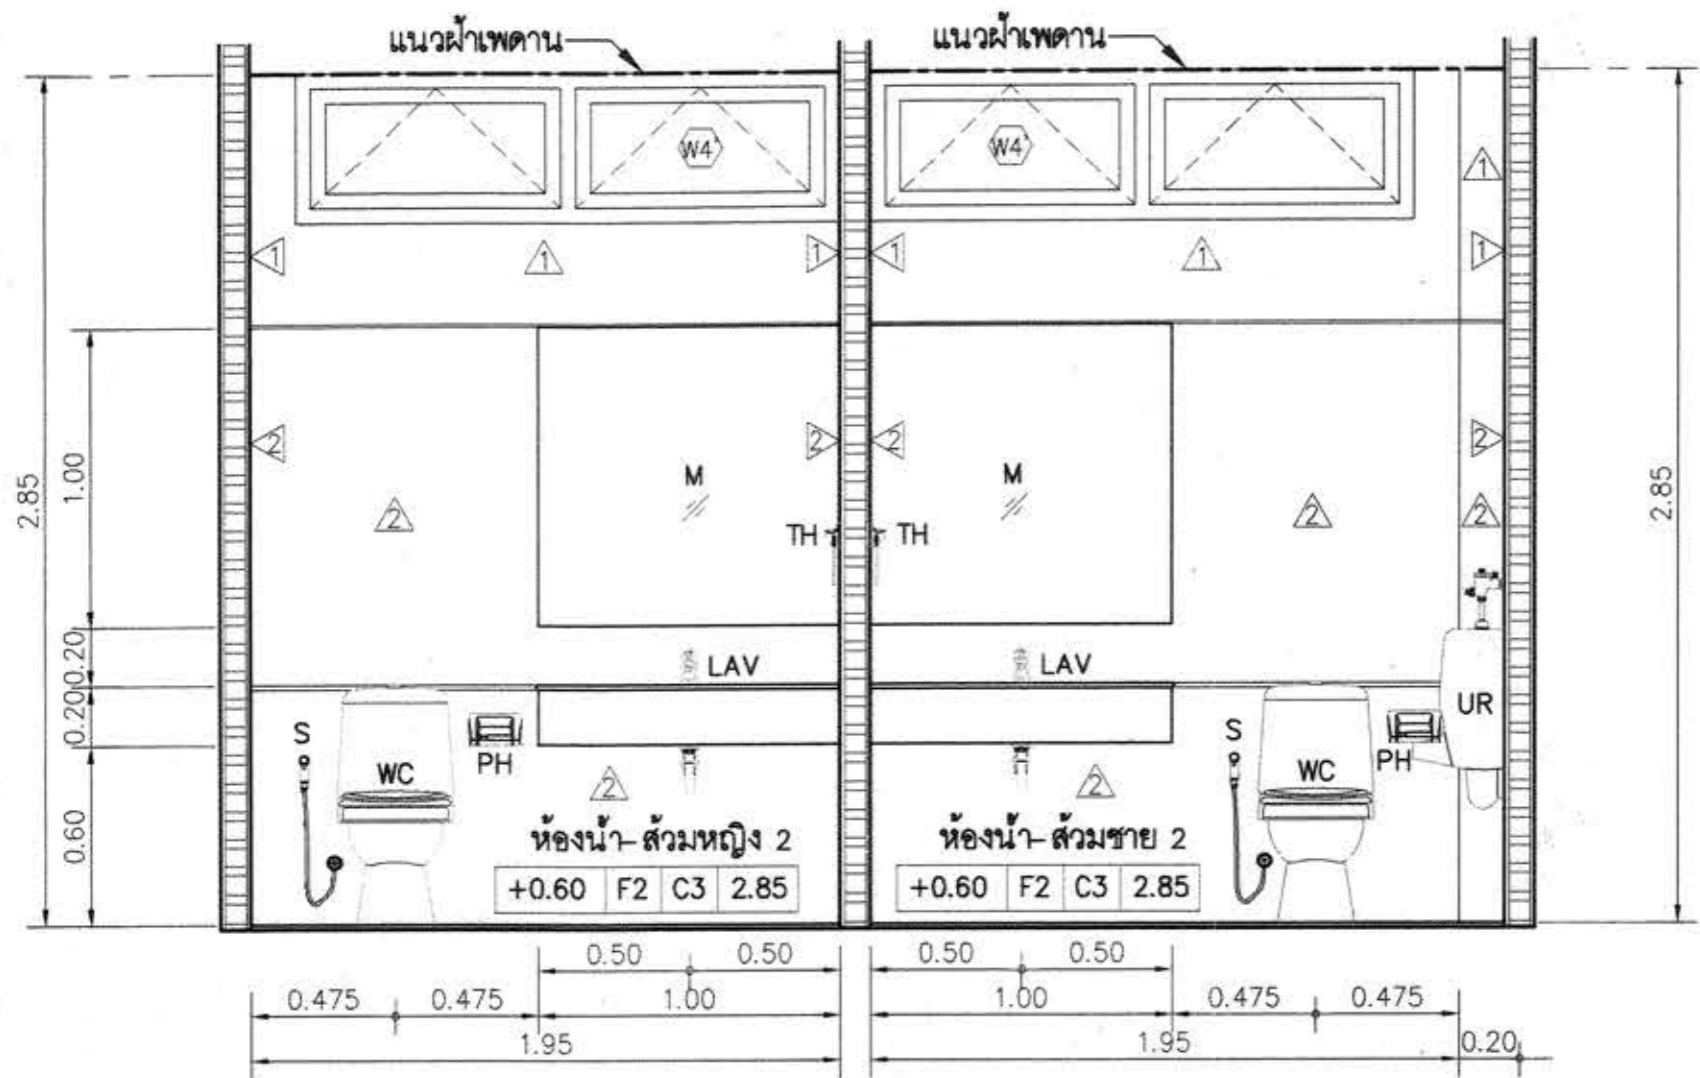 แนวฝ้าเพดาน แนวฝ้าเพดาน
W4' W4'
1
1 1 1 1 1 1
2.85 1.00 0.20 0.20 0.60
2 2 2 2
M M
2 2 2
2.85
TH TH
LAV LAV
UR
S WC PH S WC PH
2 2
ห้องน้ำ-ส้วมหญิง 2 ห้องน้ำ-ส้วมชาย 2
+0.60 F2 C3 2.85 +0.60 F2 C3 2.85
0.50 0.50 0.50 0.50
0.475 0.475 1.00 1.00 0.475 0.475
1.95 1.95 0.20